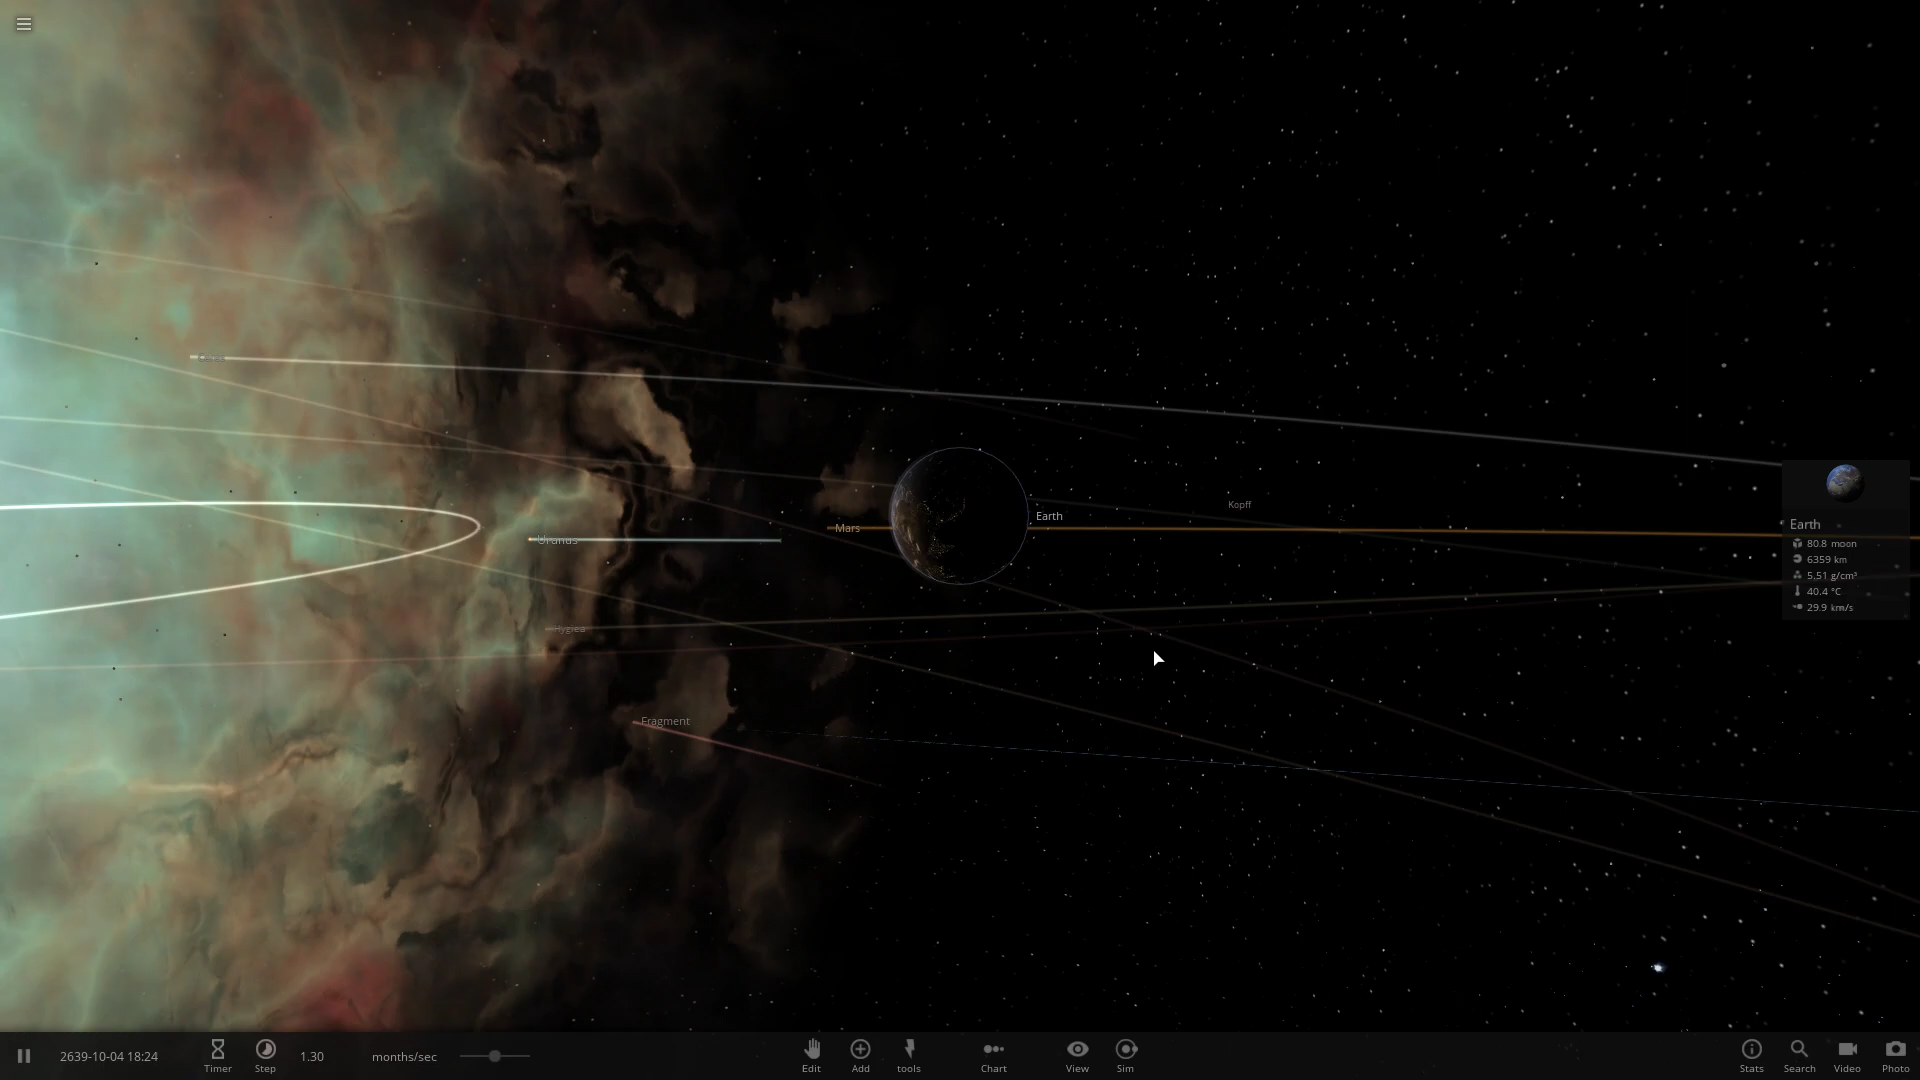 Mars
Earth
Kopff
Uranus
Hygiea
Fragment
Earth
80.8 moon
6359 km
5.51 g/cm³
40.4 °C
29.9 km/s
2639-10-04 18:24
Timer
Step
1.30
months/sec
Edit
Add
tools
Chart
View
Sim
Stats
Search
Video
Photo